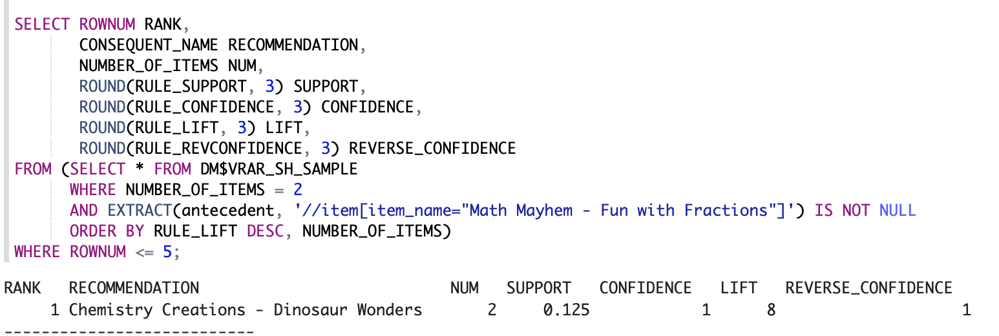 SELECT ROWNUM RANK,
CONSEQUENT_NAME RECOMMENDATION,
NUMBER_OF_ITEMS NUM,
ROUND(RULE_SUPPORT, 3) SUPPORT,
ROUND(RULE_CONFIDENCE, 3) CONFIDENCE,
ROUND(RULE_LIFT, 3) LIFT,
ROUND(RULE_REVCONFIDENCE, 3) REVERSE_CONFIDENCE
FROM (SELECT * FROM DM$VRAR_SH_SAMPLE
WHERE NUMBER_OF_ITEMS = 2
AND EXTRACT(antecedent, '//item[item_name="Math Mayhem - Fun with Fractions"]') IS NOT NULL
ORDER BY RULE_LIFT DESC, NUMBER_OF_ITEMS)
WHERE ROWNUM <= 5;
RANK RECOMMENDATION NUM SUPPORT CONFIDENCE LIFT REVERSE_CONFIDENCE
1 Chemistry Creations - Dinosaur Wonders 2 0.125 1 8 1
---------------------------